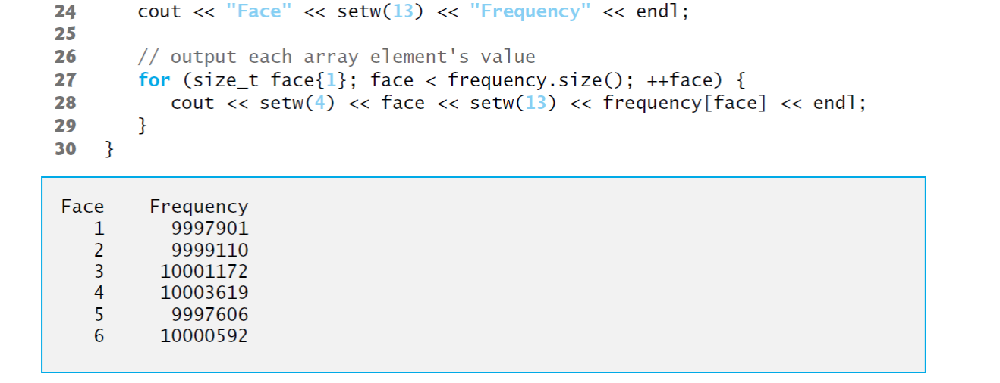 24 cout << "Face" << setw(13) << "Frequency" << endl;
25
26 // output each array element's value
27 for (size_t face{1}; face < frequency.size(); ++face) {
28 cout << setw(4) << face << setw(13) << frequency[face] << endl;
29 }
30 }
Face Frequency
1 9997901
2 9999110
3 10001172
4 10003619
5 9997606
6 10000592